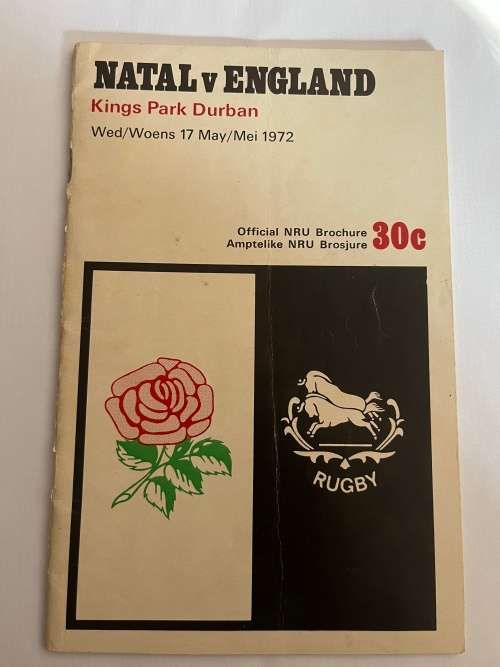 NATAL v ENGLAND
Kings Park Durban
Wed/Woens 17 May/Mei 1972
Official NRU Brochure
Amptelike NRU Brosjure
30c
RUGBY